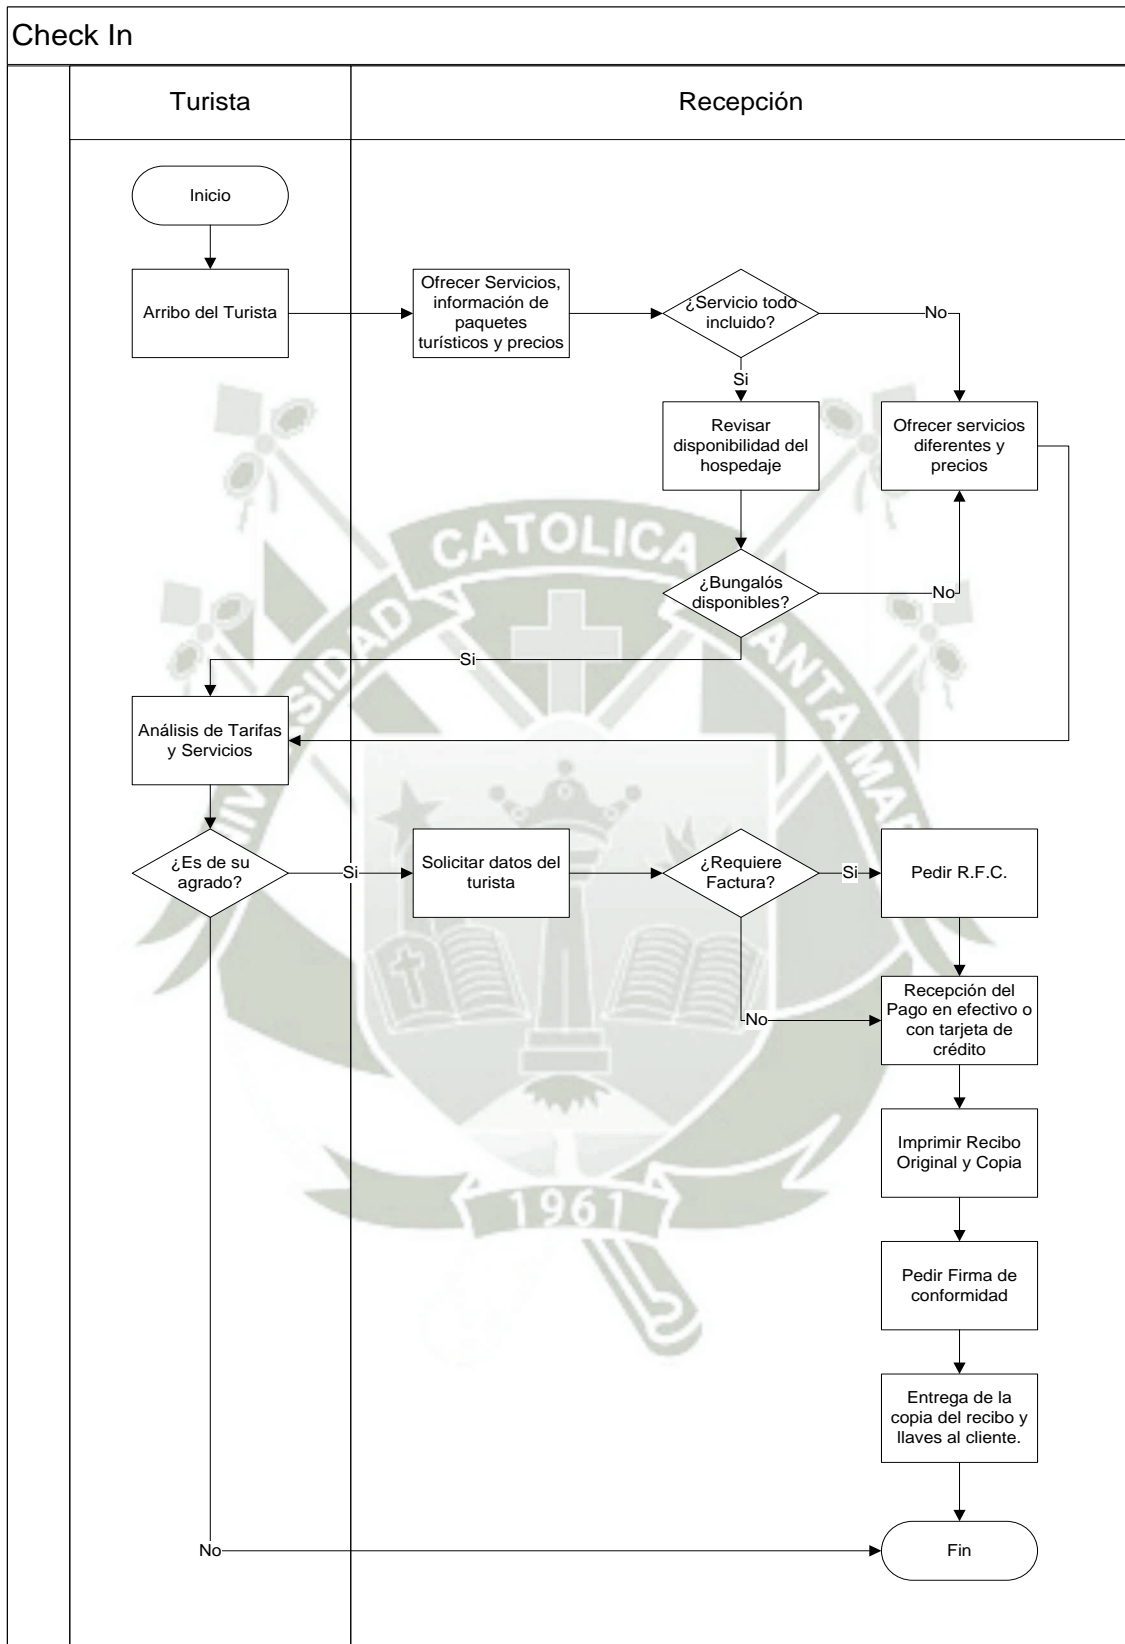 Check In
Turista
Recepción
Inicio
Arribo del Turista
Ofrecer Servicios,
información de
paquetes
turísticos y precios
¿Servicio todo
incluido?
No
Si
Revisar
disponibilidad del
hospedaje
Ofrecer servicios
diferentes y
precios
¿Bungalós
disponibles?
No
Si
Análisis de Tarifas
y Servicios
¿Es de su
agrado?
Si
Solicitar datos del
turista
¿Requiere
Factura?
Si
Pedir R.F.C.
No
Recepción del
Pago en efectivo o
con tarjeta de
crédito
Imprimir Recibo
Original y Copia
Pedir Firma de
conformidad
Entrega de la
copia del recibo y
llaves al cliente.
No
Fin
CATOLICA
1961